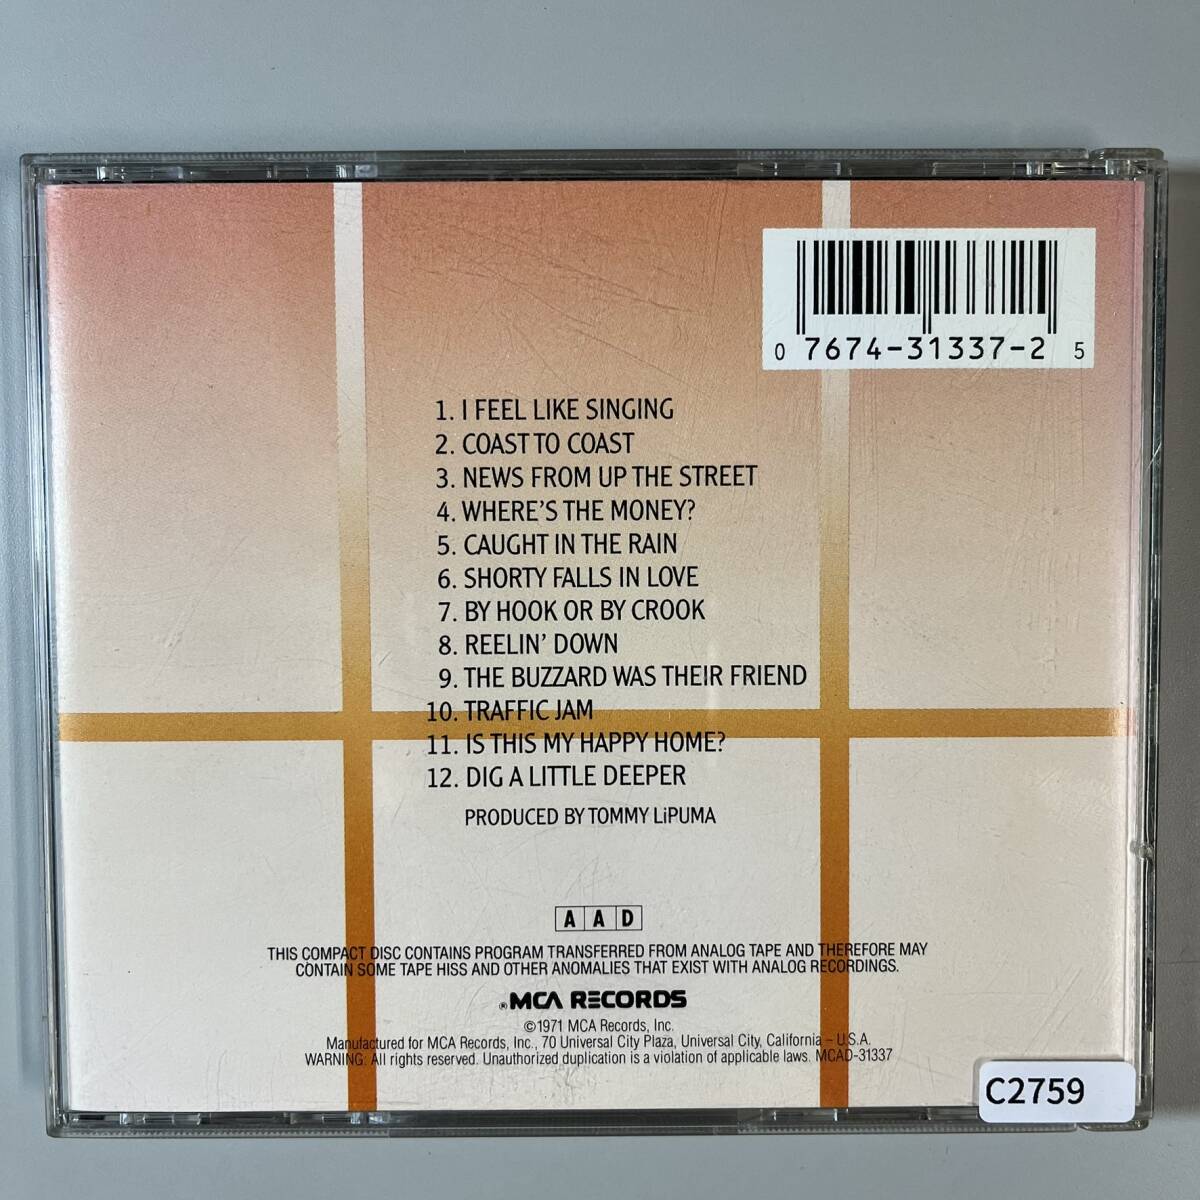 0 7674-31337-2 5
1. I FEEL LIKE SINGING
2. COAST TO COAST
3. NEWS FROM UP THE STREET
4. WHERE'S THE MONEY?
5. CAUGHT IN THE RAIN
6. SHORTY FALLS IN LOVE
7. BY HOOK OR BY CROOK
8. REELIN' DOWN
9. THE BUZZARD WAS THEIR FRIEND
10. TRAFFIC JAM
11. IS THIS MY HAPPY HOME?
12. DIG A LITTLE DEEPER
PRODUCED BY TOMMY LiPUMA
A A D
THIS COMPACT DISC CONTAINS PROGRAM TRANSFERRED FROM ANALOG TAPE AND THEREFORE MAY
CONTAIN SOME TAPE HISS AND OTHER ANOMALIES THAT EXIST WITH ANALOG RECORDINGS.
® MCA RECORDS
©1971 MCA Records, Inc.
Manufactured for MCA Records, Inc., 70 Universal City Plaza, Universal City, California – U.S.A.
WARNING: All rights reserved. Unauthorized duplication is a violation of applicable laws. MCAD-31337
C2759